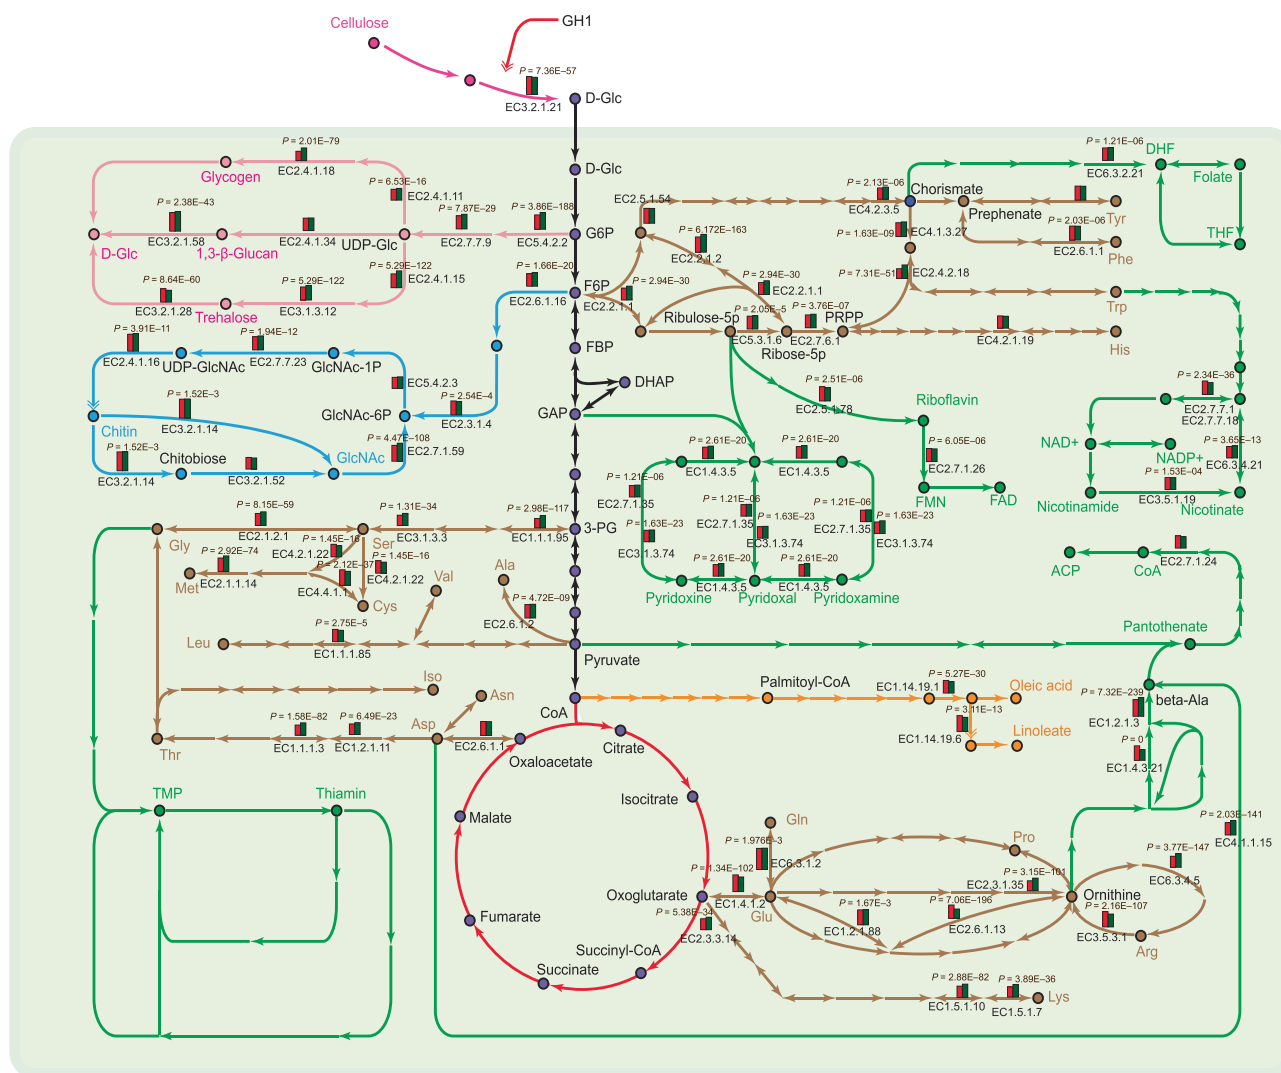 Cellulose
GH1
P = 7.36E–57
EC3.2.1.21
D-Glc
P = 2.01E–79
EC2.4.1.18
Glycogen
P = 6.53E–16
EC2.4.1.11
P = 2.38E–43
EC3.2.1.58
EC2.4.1.34
D-Glc
1,3-β-Glucan
UDP-Glc
P = 7.87E–29
EC2.7.7.9
P = 3.86E–188
EC5.4.2.2
P = 5.29E–122
EC2.4.1.15
P = 8.64E–60
EC3.2.1.28
P = 5.29E–122
EC3.1.3.12
Trehalose
D-Glc
G6P
F6P
FBP
DHAP
GAP
3-PG
Pyruvate
CoA
P = 1.66E–20
EC2.6.1.16
P = 3.91E–11
EC2.4.1.16
UDP-GlcNAc
P = 1.94E–12
EC2.7.7.23
GlcNAc-1P
EC5.4.2.3
GlcNAc-6P
P = 2.54E–4
EC2.3.1.4
Chitin
P = 1.52E–3
EC3.2.1.14
P = 1.52E–3
EC3.2.1.14
Chitobiose
EC3.2.1.52
GlcNAc
P = 4.47E–108
EC2.7.1.59
EC2.5.1.54
P = 6.172E–163
EC2.2.1.2
P = 2.94E–30
EC2.2.1.1
P = 2.94E–30
EC2.2.1.1
Ribulose-5p
P = 2.05E–5
EC5.3.1.6
Ribose-5p
P = 3.76E–07
EC2.7.6.1
PRPP
P = 2.13E–06
EC4.2.3.5
Chorismate
P = 1.63E–09
EC4.1.3.27
P = 7.31E–51
EC2.4.2.18
Prephenate
Tyr
P = 2.03E–06
EC2.6.1.1
Phe
Trp
EC4.2.1.19
His
P = 1.21E–06
EC6.3.2.21
DHF
Folate
THF
P = 2.34E–36
EC2.7.7.1
EC2.7.7.18
NAD+
NADP+
P = 3.65E–13
EC6.3.4.21
P = 1.53E–04
EC3.5.1.19
Nicotinamide
Nicotinate
P = 2.51E–06
EC2.5.1.78
Riboflavin
P = 6.05E–06
EC2.7.1.26
FMN
FAD
P = 2.61E–20
EC1.4.3.5
P = 2.61E–20
EC1.4.3.5
P = 1.21E–06
EC2.7.1.35
P = 1.63E–23
EC3.1.3.74
P = 1.21E–06
EC2.7.1.35
P = 1.63E–23
EC3.1.3.74
P = 1.21E–06
EC2.7.1.35
P = 1.63E–23
EC3.1.3.74
P = 2.61E–20
EC1.4.3.5
P = 2.61E–20
EC1.4.3.5
Pyridoxine
Pyridoxal
Pyridoxamine
ACP
CoA
EC2.7.1.24
Pantothenate
P = 8.15E–59
EC2.1.2.1
Gly
Ser
P = 1.31E–34
EC3.1.3.3
P = 2.98E–117
EC1.1.1.95
P = 1.45E–16
EC4.2.1.22
P = 1.45E–16
EC4.2.1.22
P = 2.92E–74
EC2.1.1.14
Met
P = 2.12E–37
EC4.4.1.1
Cys
Val
Ala
P = 4.72E–09
EC2.6.1.2
Leu
P = 2.75E–5
EC1.1.1.85
Iso
Asn
Asp
Thr
P = 1.58E–82
EC1.1.1.3
P = 6.49E–23
EC1.2.1.11
EC2.6.1.1
Oxaloacetate
Citrate
Isocitrate
Oxoglutarate
Succinyl-CoA
Succinate
Fumarate
Malate
Palmitoyl-CoA
EC1.14.19.1
P = 5.27E–30
Oleic acid
P = 3.11E–13
EC1.14.19.6
Linoleate
P = 7.32E–239
beta-Ala
EC1.2.1.3
P = 0
EC1.4.3.21
P = 2.03E–141
EC4.1.1.15
TMP
Thiamin
Gln
P = 1.976E–3
EC6.3.1.2
P = 1.34E–102
EC1.4.1.2
Glu
P = 5.38E–34
EC2.3.3.14
Pro
P = 3.15E–101
EC2.3.1.35
P = 1.67E–3
EC1.2.1.88
P = 7.06E–196
EC2.6.1.13
Ornithine
P = 3.77E–147
EC6.3.4.5
P = 2.16E–107
EC3.5.3.1
Arg
P = 2.88E–82
EC1.5.1.10
P = 3.89E–36
EC1.5.1.7
Lys